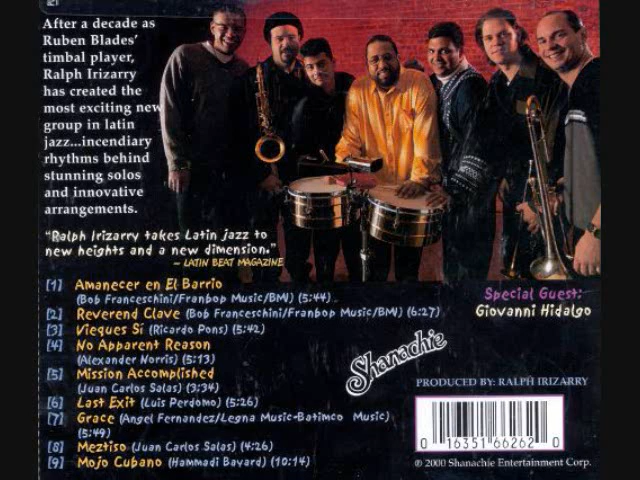 After a decade as
Ruben Blades'
timbal player,
Ralph Irizarry
has created the
most exciting new
group in latin
jazz...incendiary
rhythms behind
stunning solos
and innovative
arrangements.
"Ralph Irizarry takes Latin jazz to
new heights and a new dimension."
— LATIN BEAT MAGAZINE
[1] Amanecer en El Barrio
(Bob Franceschini/Franbop Music/BMI) (5:44)
[2] Reverend Clave (Bob Franceschini/Franbop Music/BMI) (6:27)
[3] Vieques Si (Ricardo Pons) (5:42)
[4] No Apparent Reason
(Alexander Norris) (5:13)
[5] Mission Accomplished
(Juan Carlos Salas) (3:34)
[6] Last Exit (Luis Perdomo) (5:26)
[7] Grace (Angel Fernandez/Legna Music-Batimco Music)
(5:49)
[8] Meztiso (Juan Carlos Salas) (4:26)
[9] Mojo Cubano (Hammadi Bayard) (10:14)
Special Guest:
Giovanni Hidalgo
Shanachie
PRODUCED BY: RALPH IRIZARRY
0 16351 66262 0
℗ 2000 Shanachie Entertainment Corp.